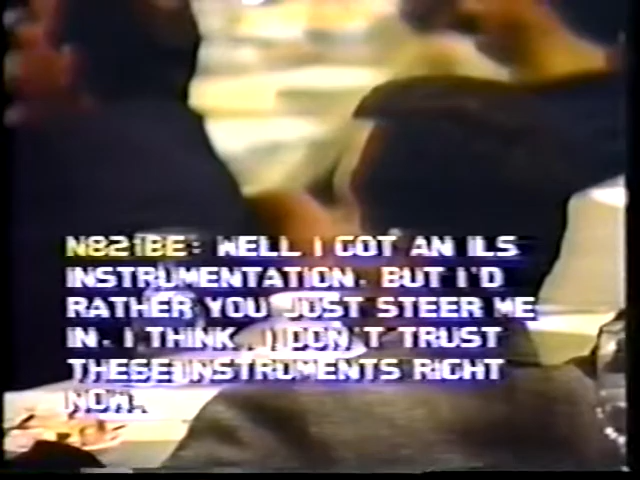 N821BE: WELL I GOT AN ILS
INSTRUMENTATION. BUT I'D
RATHER YOU JUST STEER ME
IN. I THINK, I DON'T TRUST
THESE INSTRUMENTS RIGHT
NOW.